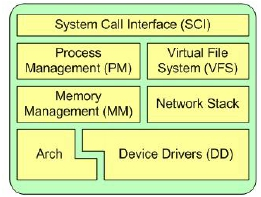 System Call Interface (SCI)
Process
Management (PM)
Virtual File
System (VFS)
Memory
Management (MM)
Network Stack
Arch
Device Drivers (DD)